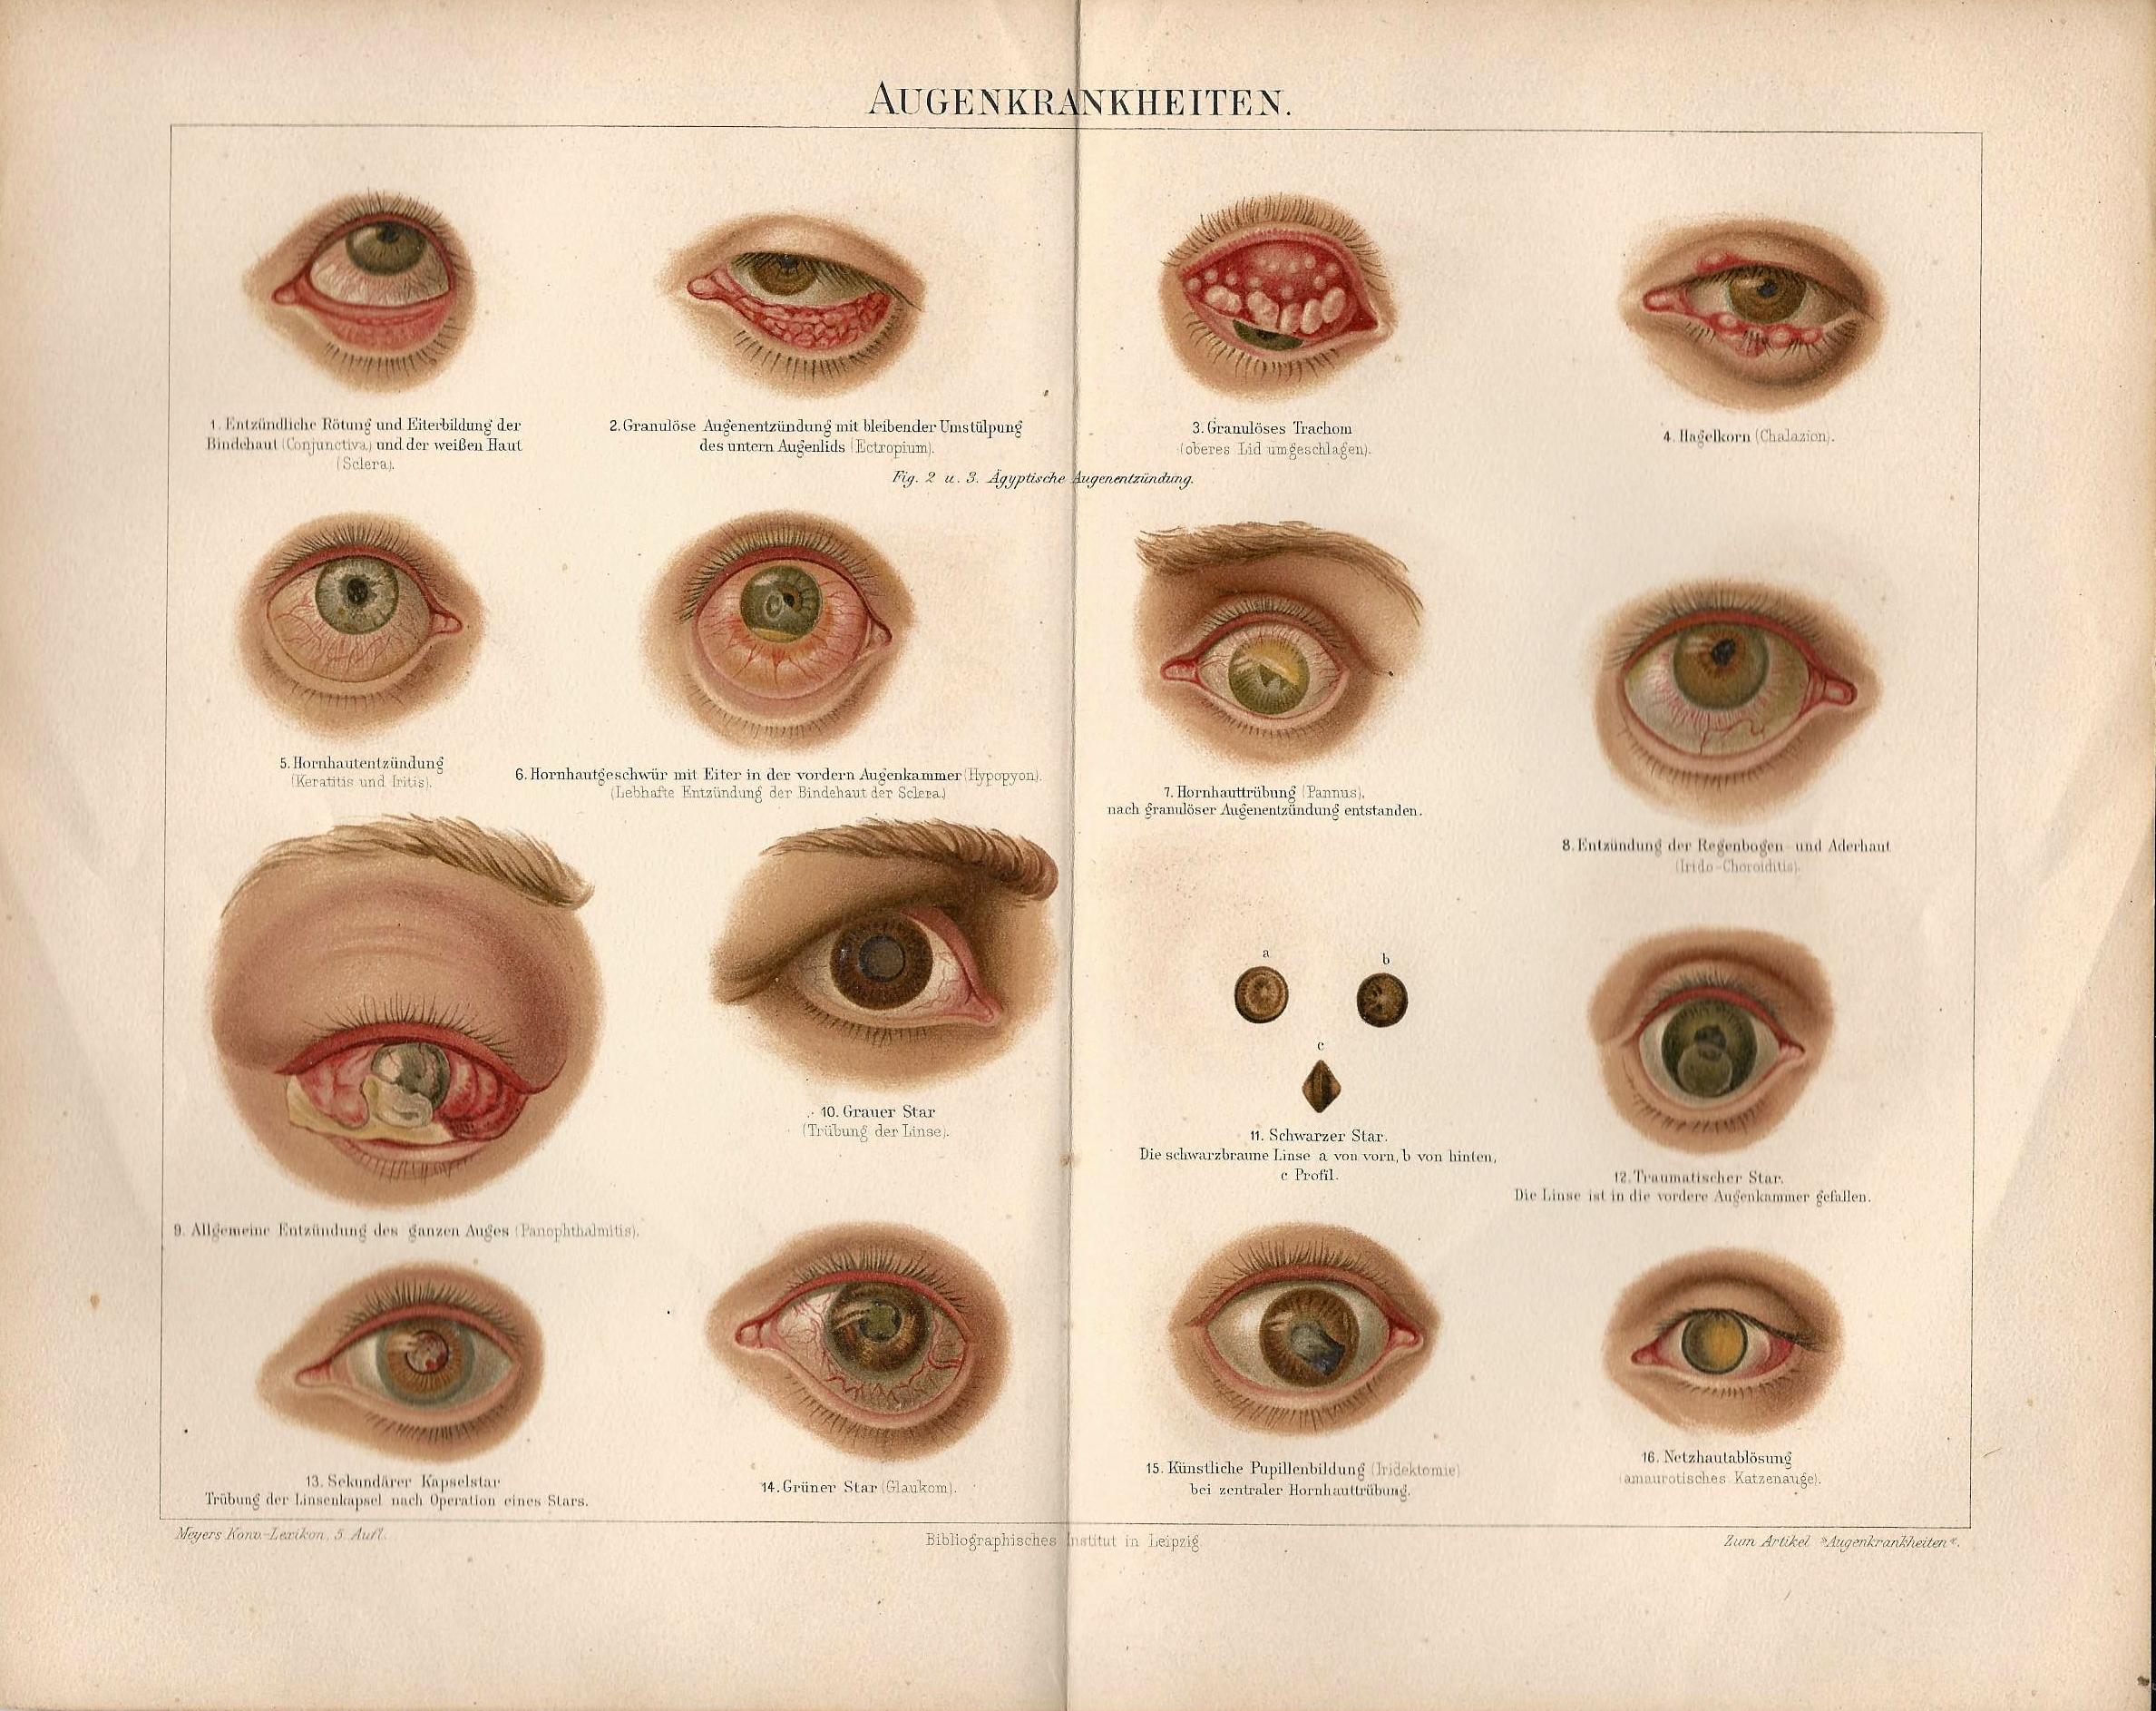 AUGENKRANKHEITEN.
1. Entzündliche Rötung und Eiterbildung der
Bindehaut (Conjunctiva) und der weißen Haut
(Sclera).
2. Granulöse Augenentzündung mit bleibender Umstülpung
des untern Augenlids (Ectropium).
3. Granulöses Trachom
(oberes Lid umgeschlagen).
4. Hagelkorn (Chalazion).
Fig. 2 u. 3. Ägyptische Augenentzündung.
5. Hornhautentzündung
(Keratitis und Iritis).
6. Hornhautgeschwür mit Eiter in der vordern Augenkammer (Hypopyon).
(Lebhafte Entzündung der Bindehaut der Sclera.)
7. Hornhauttrübung (Pannus),
nach granulöser Augenentzündung entstanden.
8. Entzündung der Regenbogen- und Aderhaut
(Irido-Choroiditis).
9. Allgemeine Entzündung des ganzen Auges (Panophthalmitis).
10. Grauer Star
(Trübung der Linse).
a
b
c
11. Schwarzer Star.
Die schwarzbraune Linse a von vorn, b von hinten,
c Profil.
12. Traumatischer Star.
Die Linse ist in die vordere Augenkammer gefallen.
13. Sekundärer Kapselstar
Trübung der Linsenkapsel nach Operation eines Stars.
14. Grüner Star (Glaukom).
15. Künstliche Pupillenbildung (Iridektomie)
bei zentraler Hornhauttrübung.
16. Netzhautablösung
(amaurotisches Katzenauge).
Meyers Konv.-Lexikon, 5. Aufl.
Bibliographisches Institut in Leipzig.
Zum Artikel »Augenkrankheiten«.